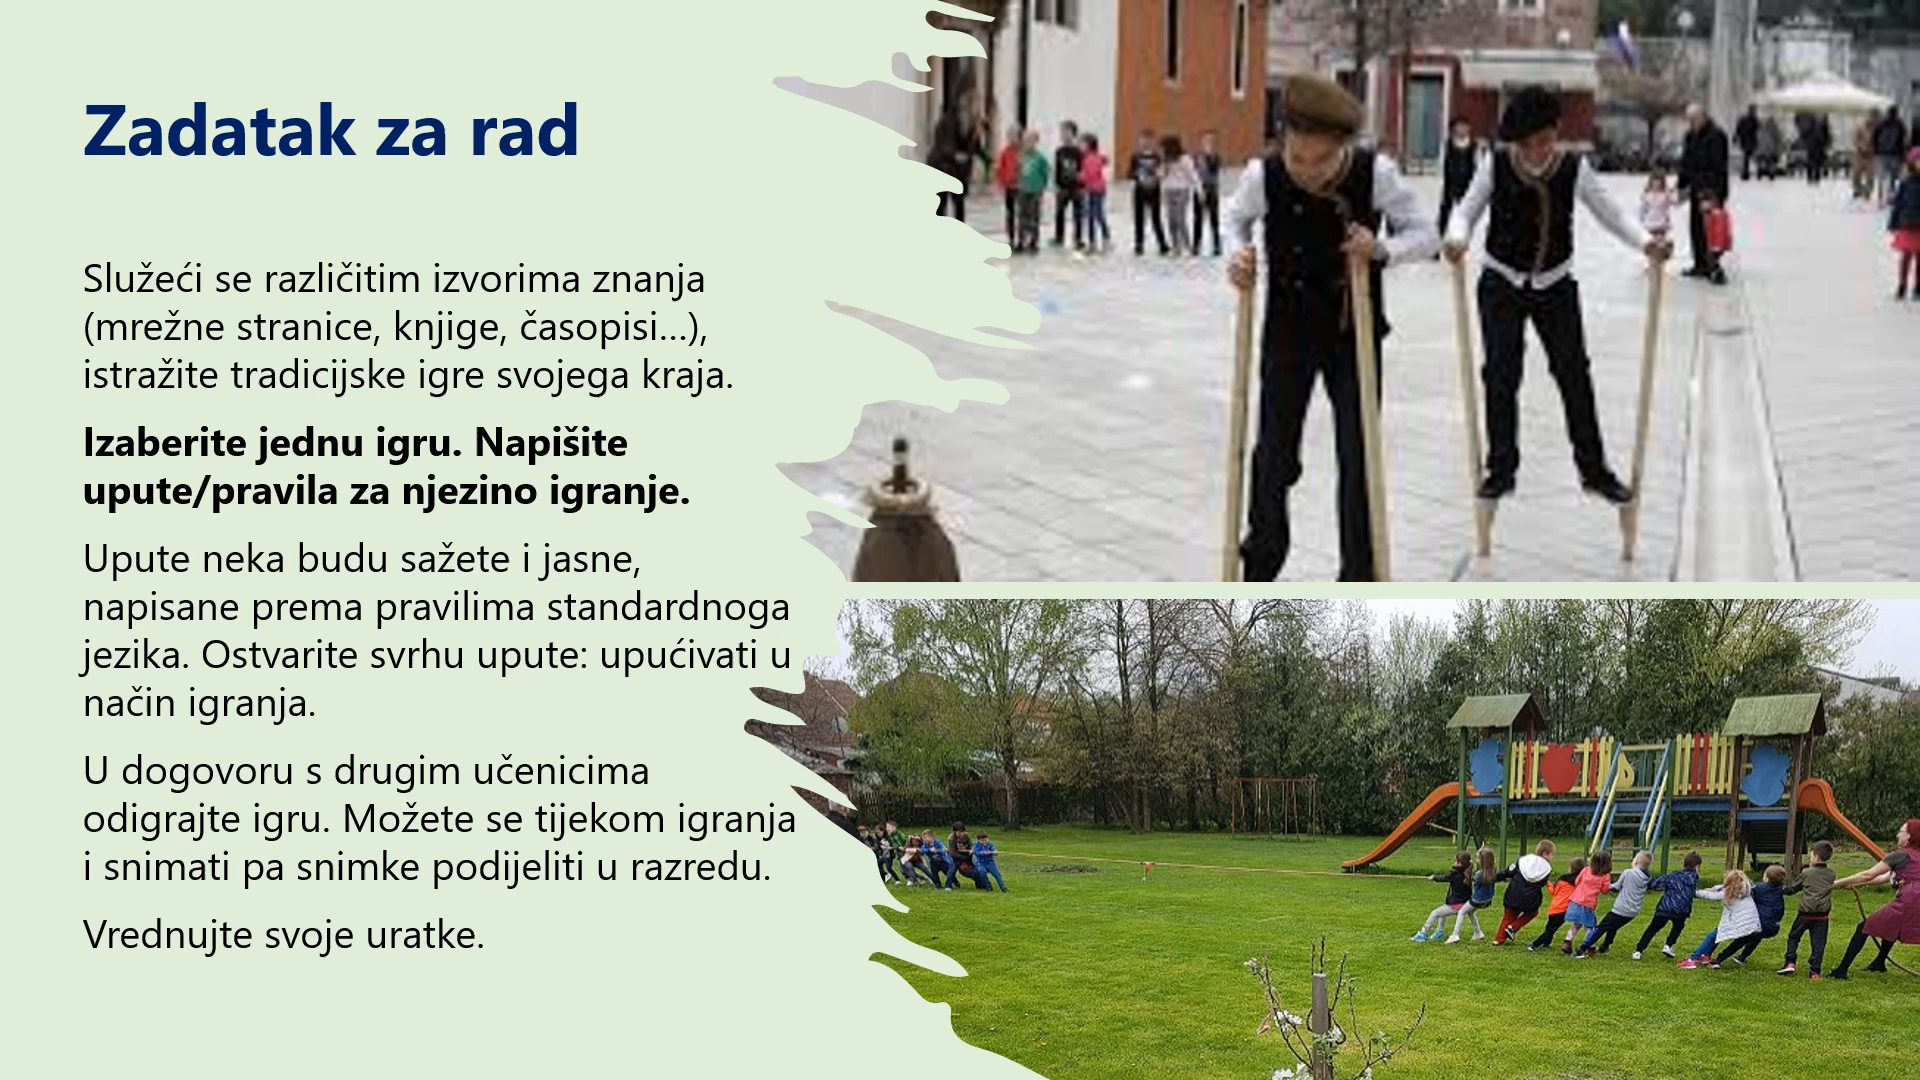 Zadatak za rad
Služeći se različitim izvorima znanja
(mrežne stranice, knjige, časopisi…),
istražite tradicijske igre svojega kraja.
Izaberite jednu igru. Napišite
upute/pravila za njezino igranje.
Upute neka budu sažete i jasne,
napisane prema pravilima standardnoga
jezika. Ostvarite svrhu upute: upućivati u
način igranja.
U dogovoru s drugim učenicima
odigrajte igru. Možete se tijekom igranja
i snimati pa snimke podijeliti u razredu.
Vrednujte svoje uratke.